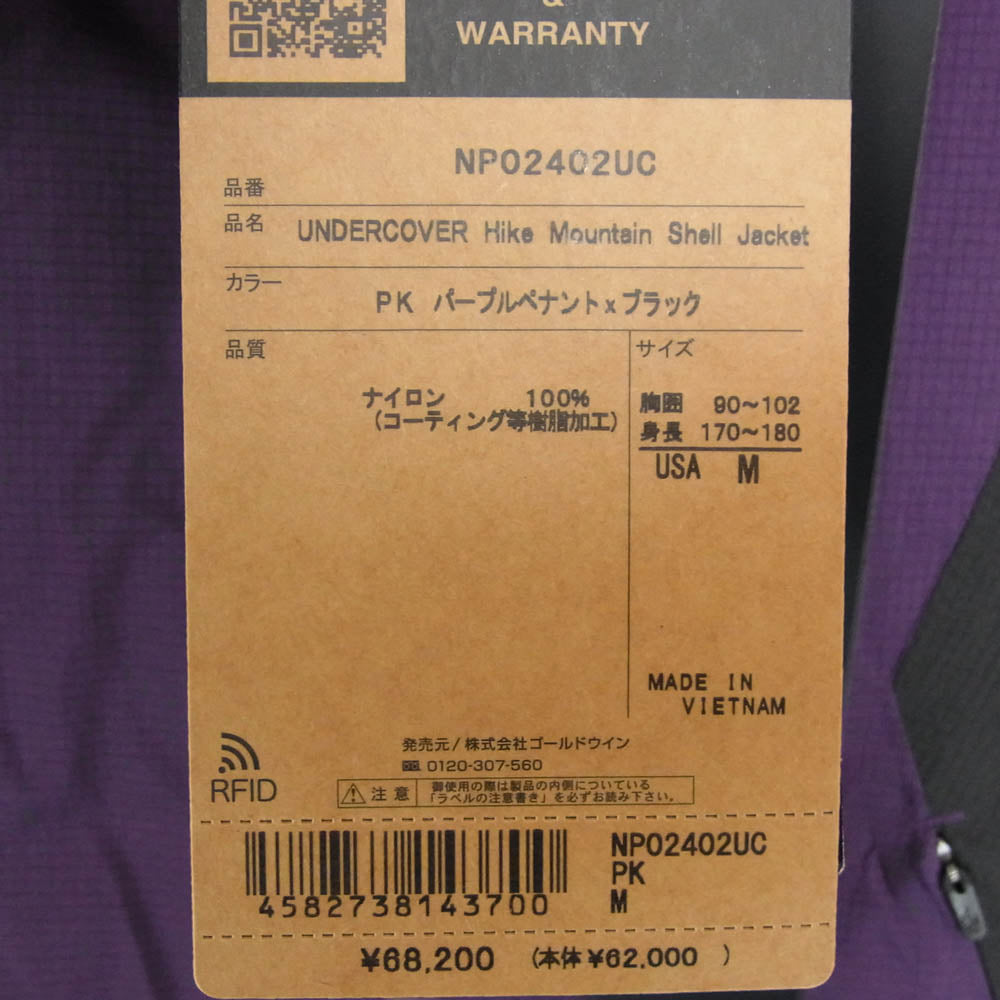 &
WARRANTY
NP02402UC
品番
品名 UNDERCOVER Hike Mountain Shell Jacket
カラー
PK パープルペナントxブラック
品質
サイズ
ナイロン 100%
(コーティング等樹脂加工)
胸囲 90~102
身長 170~180
USA M
MADE IN
VIETNAM
発売元/株式会社ゴールドウイン
0120-307-560
RFID
注意
御使用の際は製品の内側についている
「ラベルの注意書き」を必ずお読み下さい。
NP02402UC
PK
M
4582738143700
¥68,200 (本体¥62,000 )